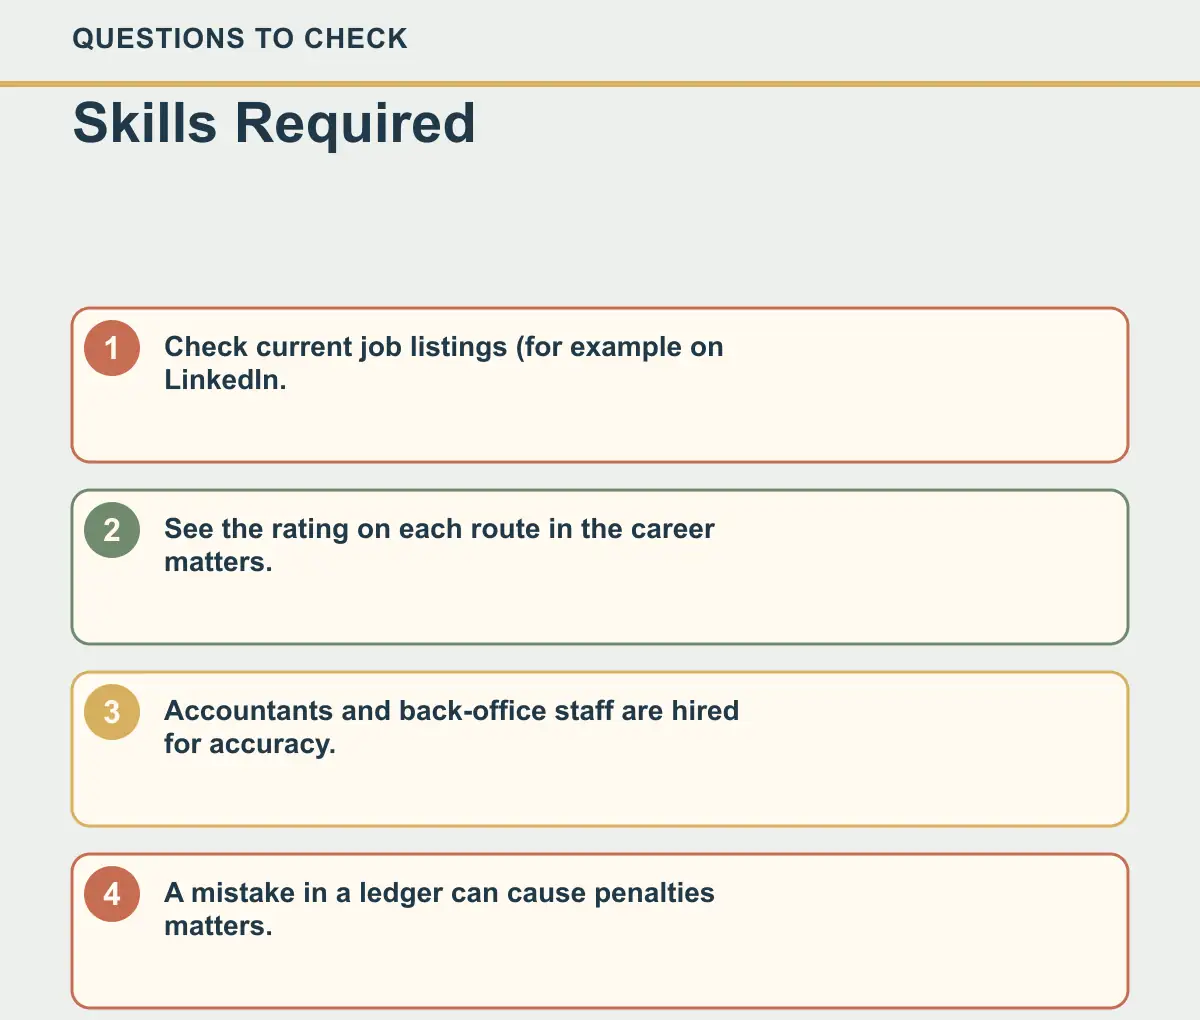 QUESTIONS TO CHECK
Skills Required
1
Check current job listings (for example on
LinkedIn.
2
See the rating on each route in the career
matters.
3
Accountants and back-office staff are hired
for accuracy.
4
A mistake in a ledger can cause penalties
matters.